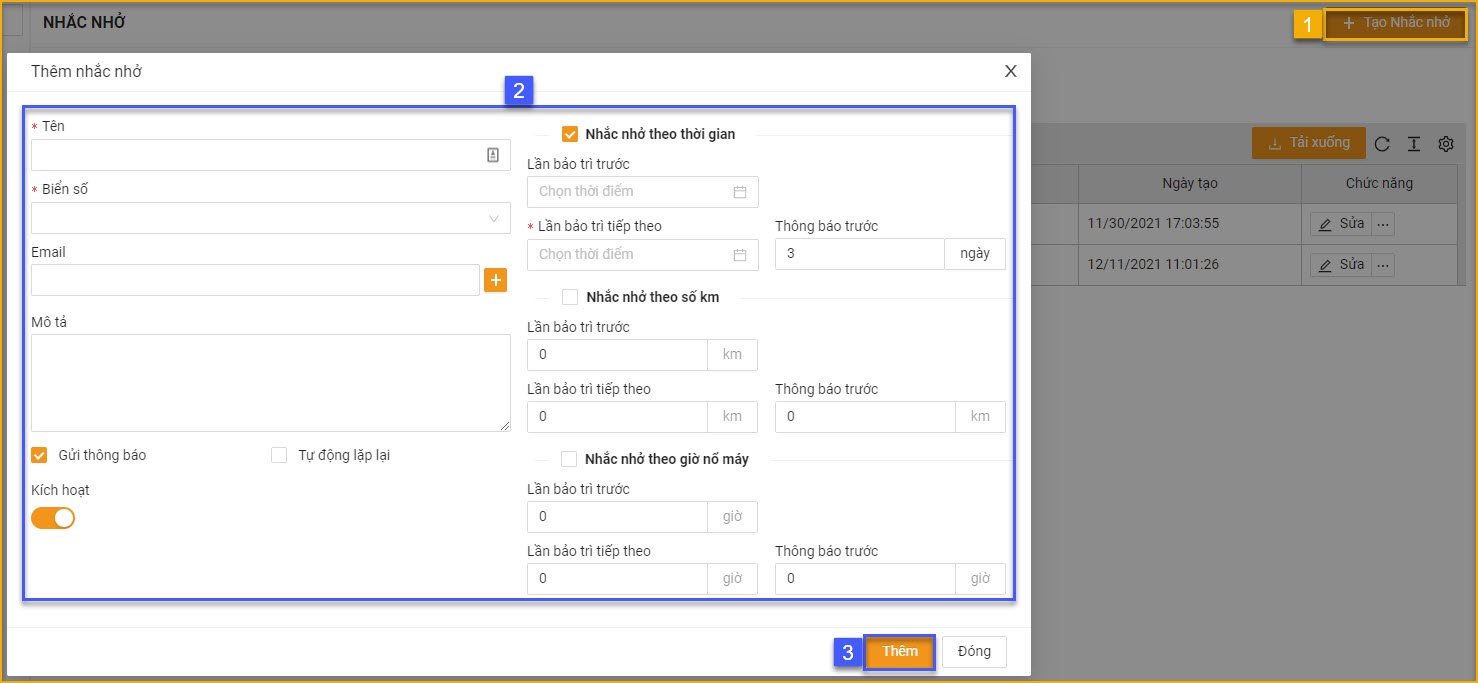 NHẮC NHỞ
1
+ Tạo Nhắc nhở
Thêm nhắc nhở
X
2
* Tên
* Biển số
Email
+
Mô tả
Gửi thông báo
Tự động lặp lại
Kích hoạt
Nhắc nhở theo thời gian
Lần bảo trì trước
Chọn thời điểm
* Lần bảo trì tiếp theo
Thông báo trước
Chọn thời điểm
3 ngày
Nhắc nhở theo số km
Lần bảo trì trước
0 km
Lần bảo trì tiếp theo
Thông báo trước
0 km
0 km
Nhắc nhở theo giờ nổ máy
Lần bảo trì trước
0 giờ
Lần bảo trì tiếp theo
Thông báo trước
0 giờ
0 giờ
3
Thêm
Đóng
Tải xuống
Ngày tạo
Chức năng
11/30/2021 17:03:55
Sửa ...
12/11/2021 11:01:26
Sửa ...